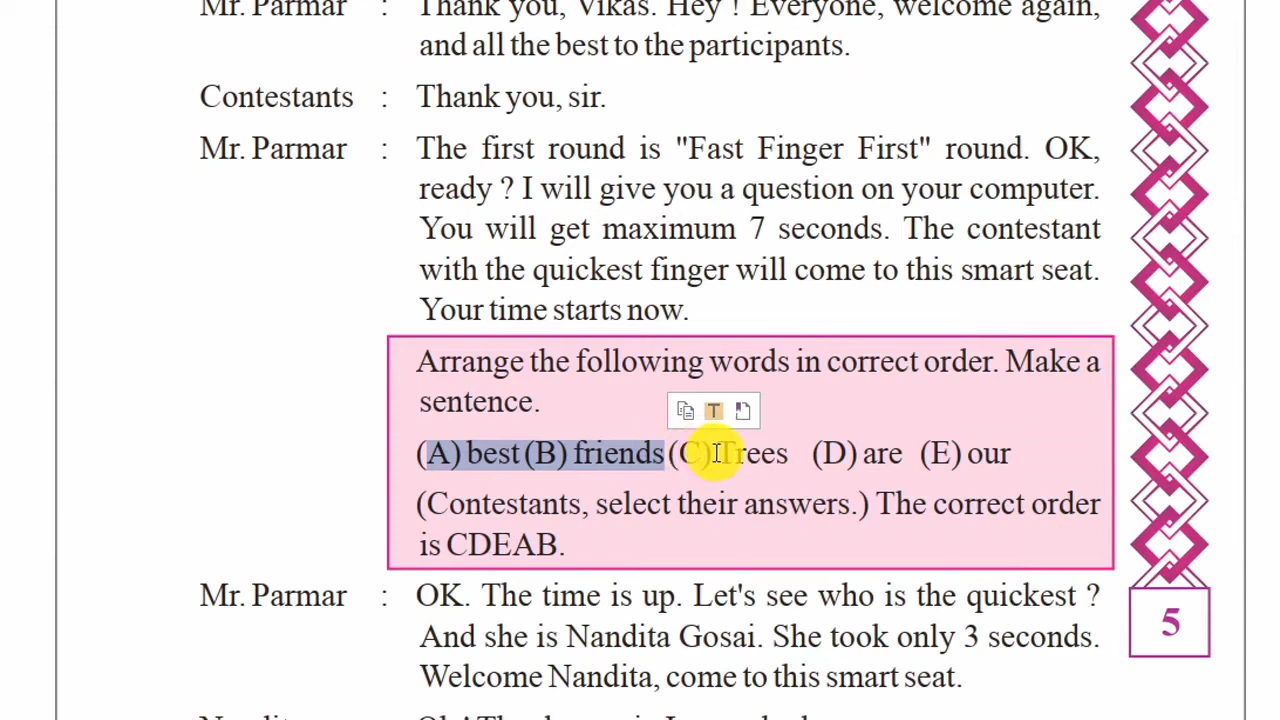 Mr. Parmar : Thank you, Vikas. Hey ! Everyone, welcome again,
and all the best to the participants.
Contestants : Thank you, sir.
Mr. Parmar : The first round is "Fast Finger First" round. OK,
ready ? I will give you a question on your computer.
You will get maximum 7 seconds. The contestant
with the quickest finger will come to this smart seat.
Your time starts now.
Arrange the following words in correct order. Make a
sentence.
(A) best (B) friends (C) Trees (D) are (E) our
(Contestants, select their answers.) The correct order
is CDEAB.
Mr. Parmar : OK. The time is up. Let's see who is the quickest ?
And she is Nandita Gosai. She took only 3 seconds.
Welcome Nandita, come to this smart seat.
5